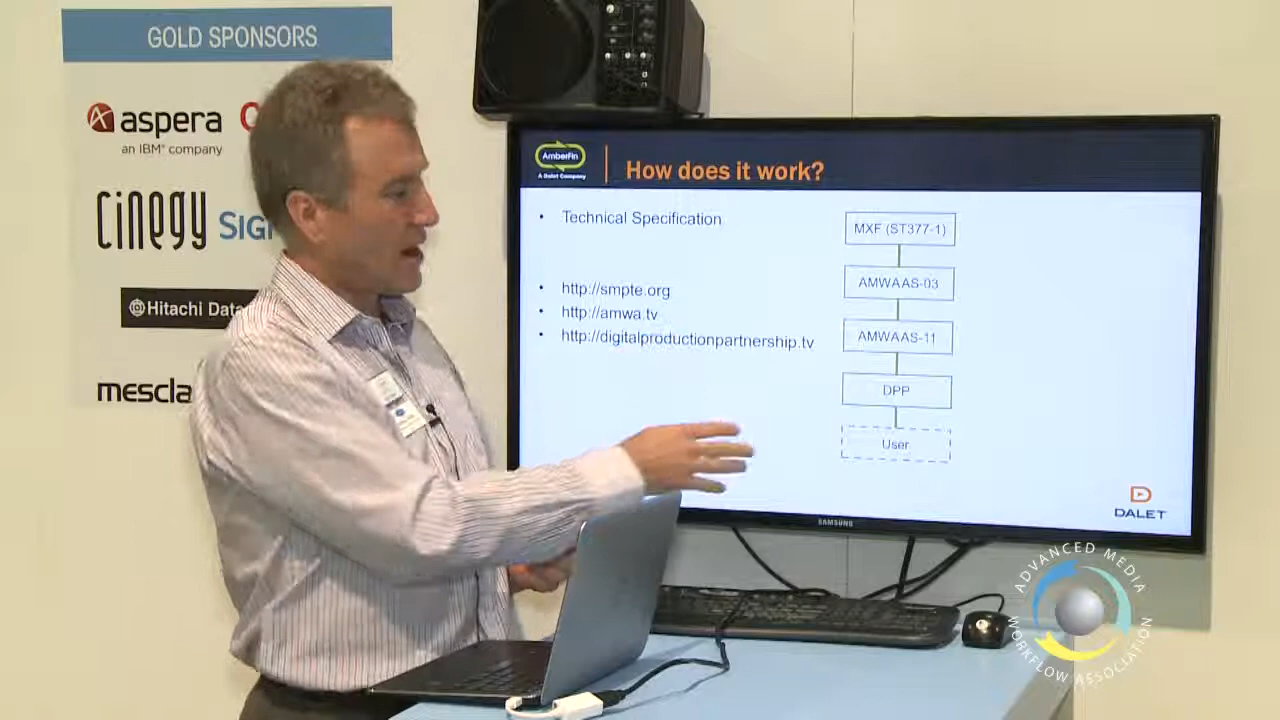 GOLD SPONSORS
aspera
an IBM® company
cinegy
SIG
Hitachi Data
mescla
AmberFin
A Dalet Company
How does it work?
• Technical Specification
• http://smpte.org
• http://amwa.tv
• http://digitalproductionpartnership.tv
MXF (ST377-1)
AMWAAS-03
AMWAAS-11
DPP
User
DALET
SAMSUNG
ADVANCED MEDIA
WORKFLOW ASSOCIATION